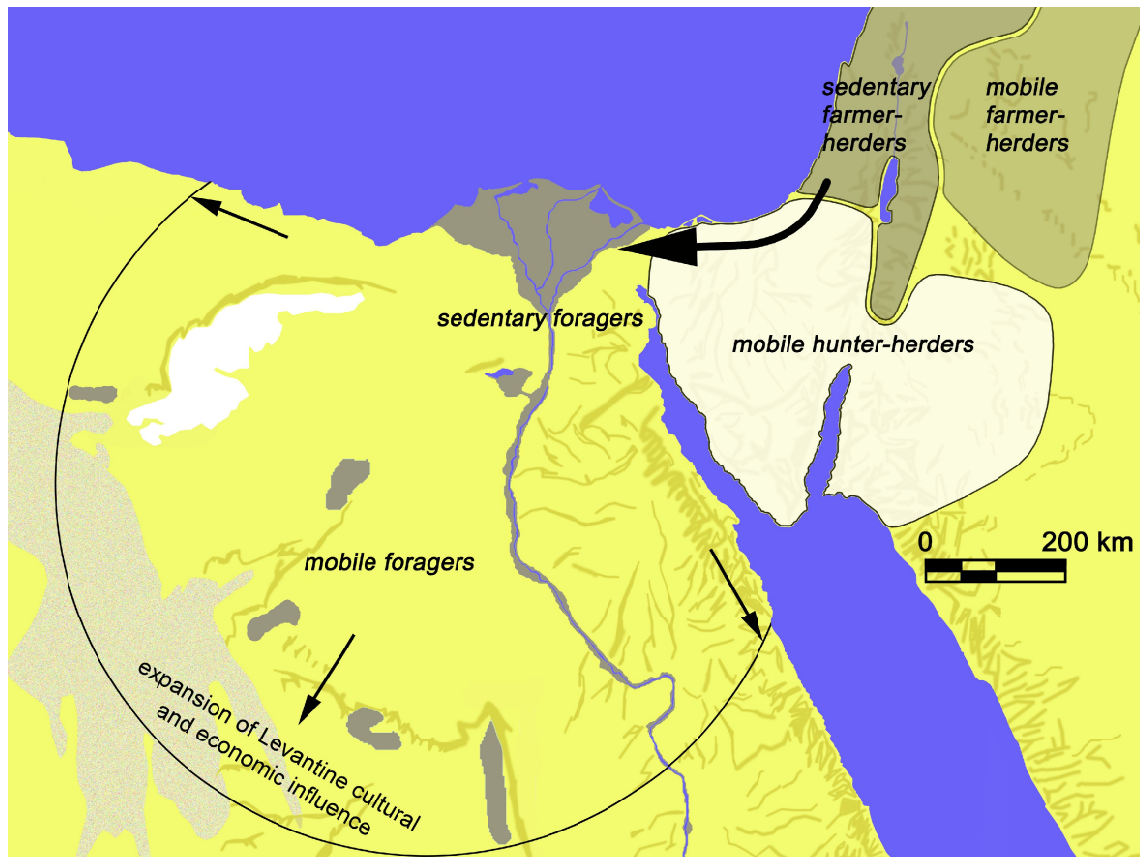 sedentary
farmer-
herders
mobile
farmer-
herders
sedentary foragers
mobile hunter-herders
0 200 km
mobile foragers
expansion of Levantine cultural
and economic influence